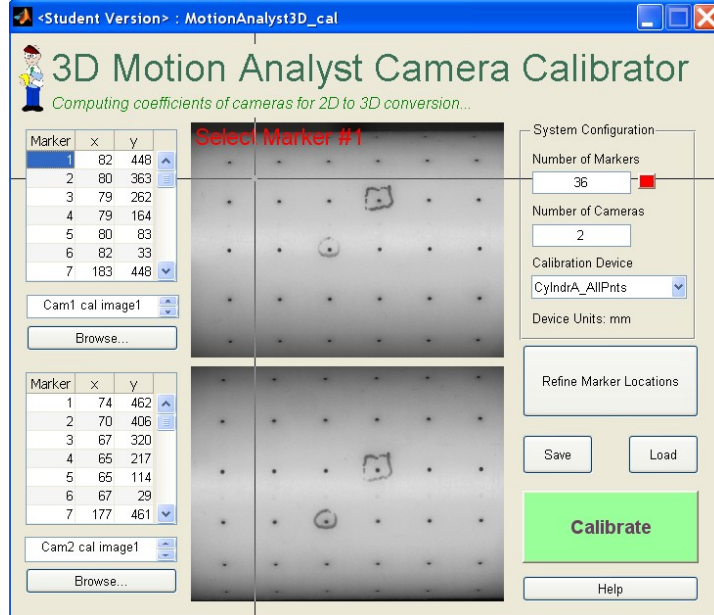 <Student Version> : MotionAnalyst3D_cal
3D Motion Analyst Camera Calibrator
Computing coefficients of cameras for 2D to 3D conversion...
Marker x y
1 82 448
2 80 363
3 79 262
4 79 164
5 80 83
6 82 33
7 183 448
Cam1 cal image1
Browse...
Select Marker #1
System Configuration
Number of Markers
36
Number of Cameras
2
Calibration Device
CylndrA_AllPnts
Device Units: mm
Marker x y
1 74 462
2 70 406
3 67 320
4 65 217
5 65 114
6 67 29
7 177 461
Cam2 cal image1
Browse...
Refine Marker Locations
Save
Load
Calibrate
Help